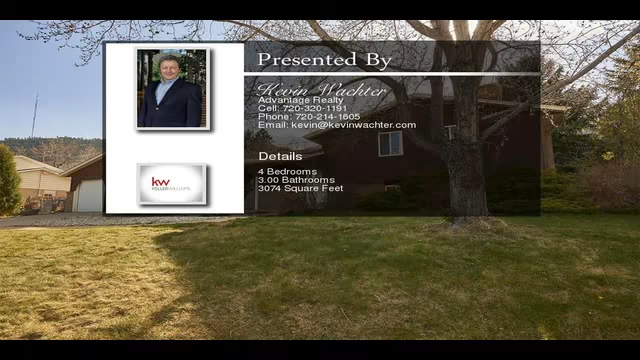 Presented By
Kevin Wachter
Advantage Realty
Cell: 720-320-1191
Phone: 720-214-1605
Email: kevin@kevinwachter.com
kw
KELLERWILLIAMS.
Details
4 Bedrooms
3.00 Bathrooms
3074 Square Feet